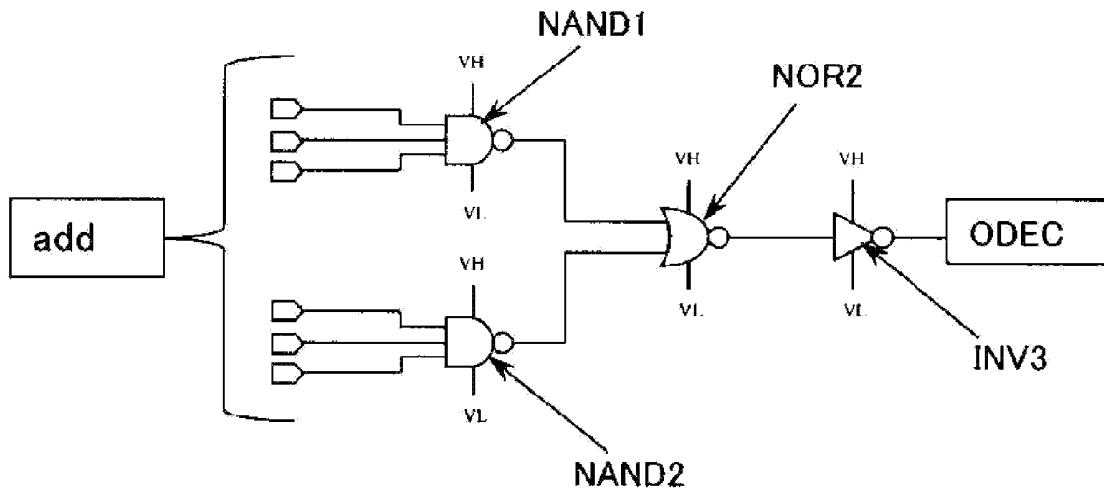 NAND1
VH
NOR2
VL
VH
VH
add
ODEC
VH
VL
VL
INV3
VL
NAND2